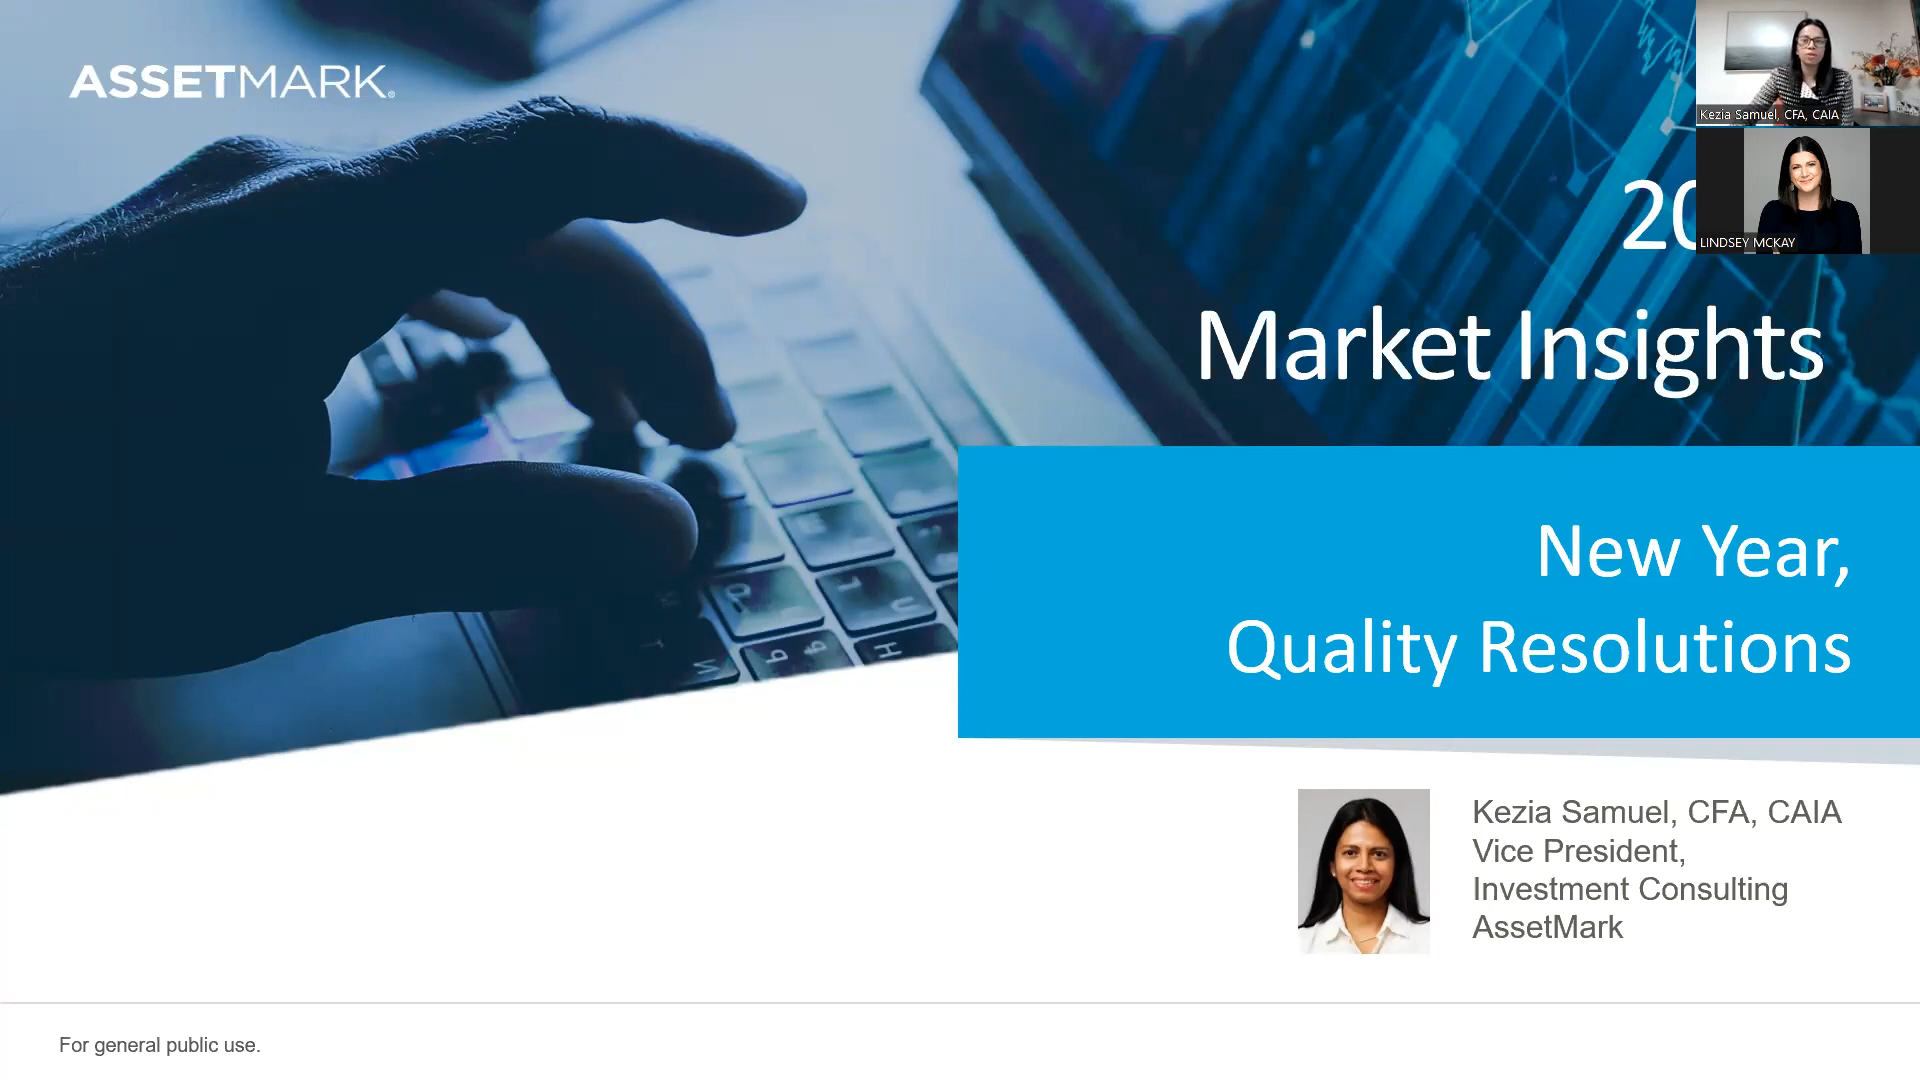 ASSETMARK®
Kezia Samuel, CFA, CAIA
LINDSEY MCKAY
20
Market Insights
New Year,
Quality Resolutions
Kezia Samuel, CFA, CAIA
Vice President,
Investment Consulting
AssetMark
For general public use.